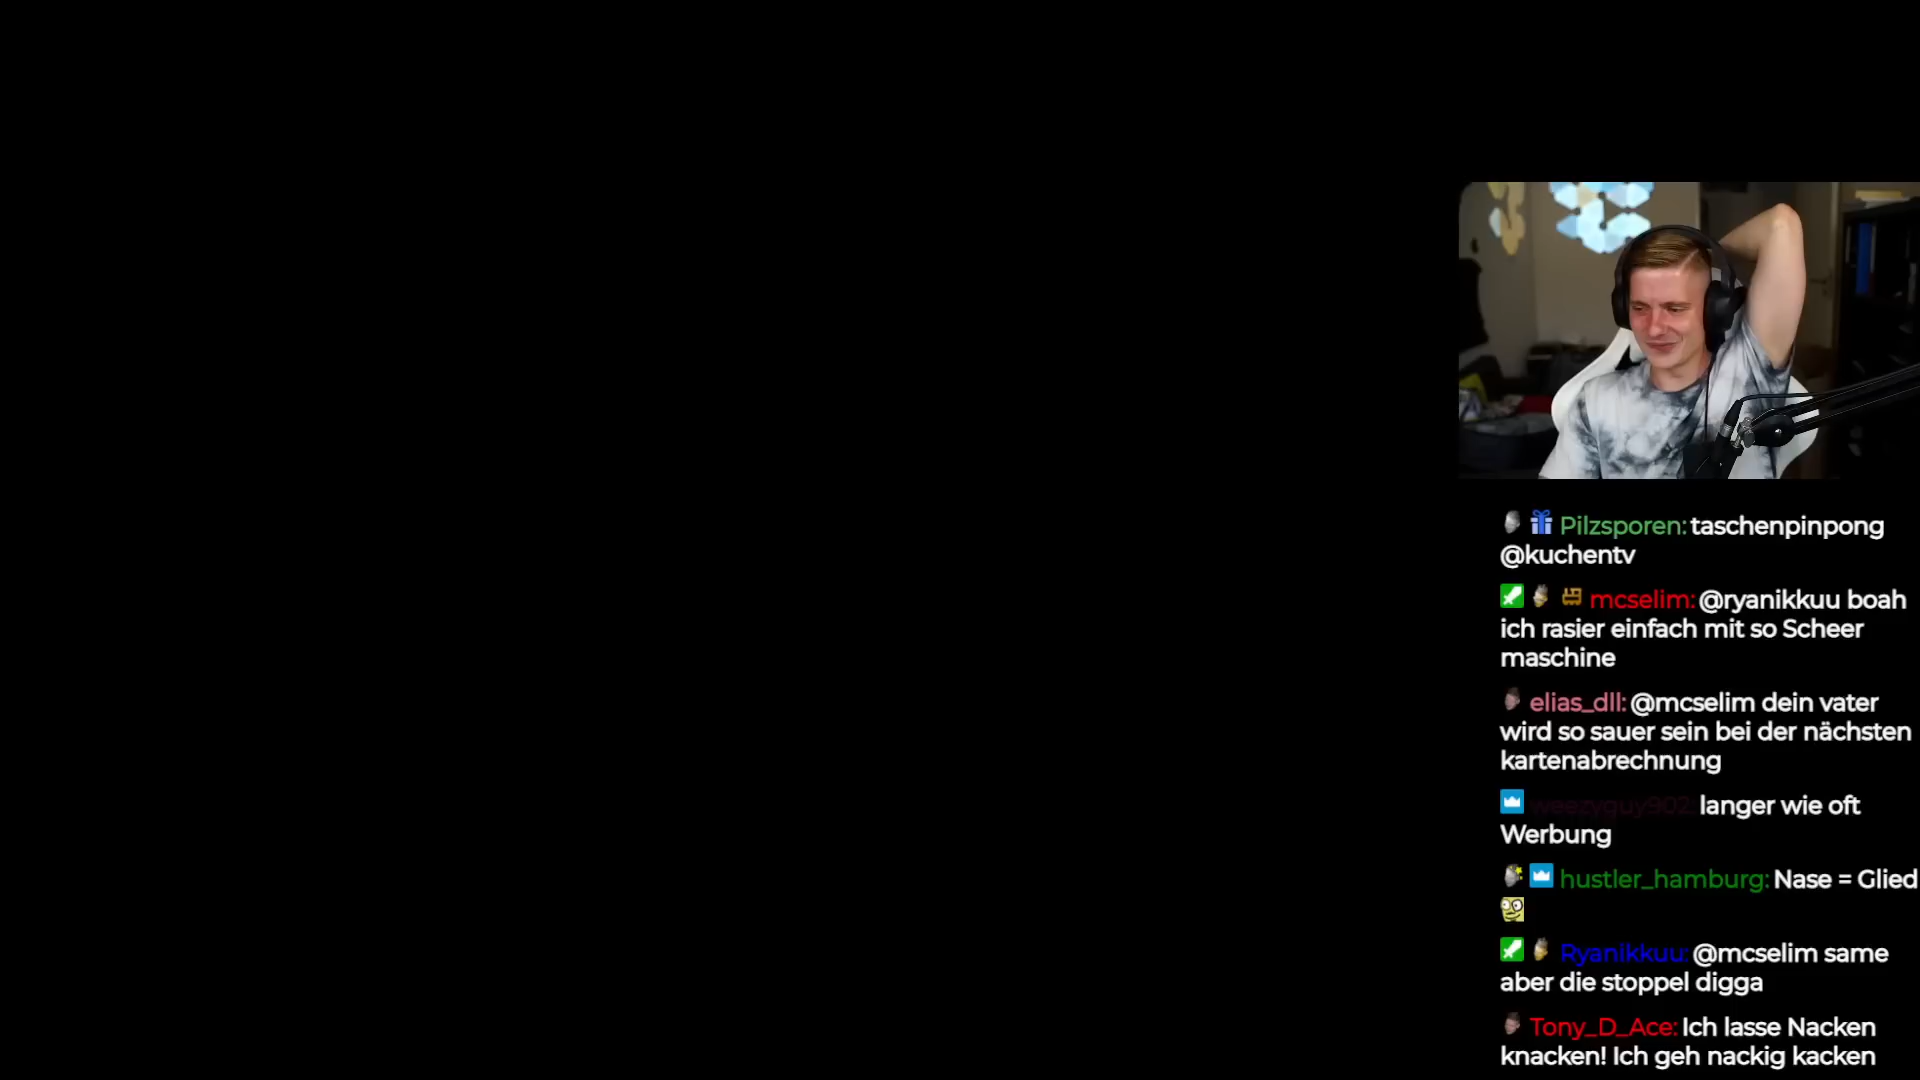 Pilzsporen: taschenpinpong
@kuchentv
mcselim: @ryanikkuu boah
ich rasier einfach mit so Scheer
maschine
elias_dll: @mcselim dein vater
wird so sauer sein bei der nächsten
kartenabrechnung
weezyguy902: langer wie oft
Werbung
hustler_hamburg: Nase = Glied
Ryanikkuu: @mcselim same
aber die stoppel digga
Tony_D_Ace: Ich lasse Nacken
knacken! Ich geh nackig kacken